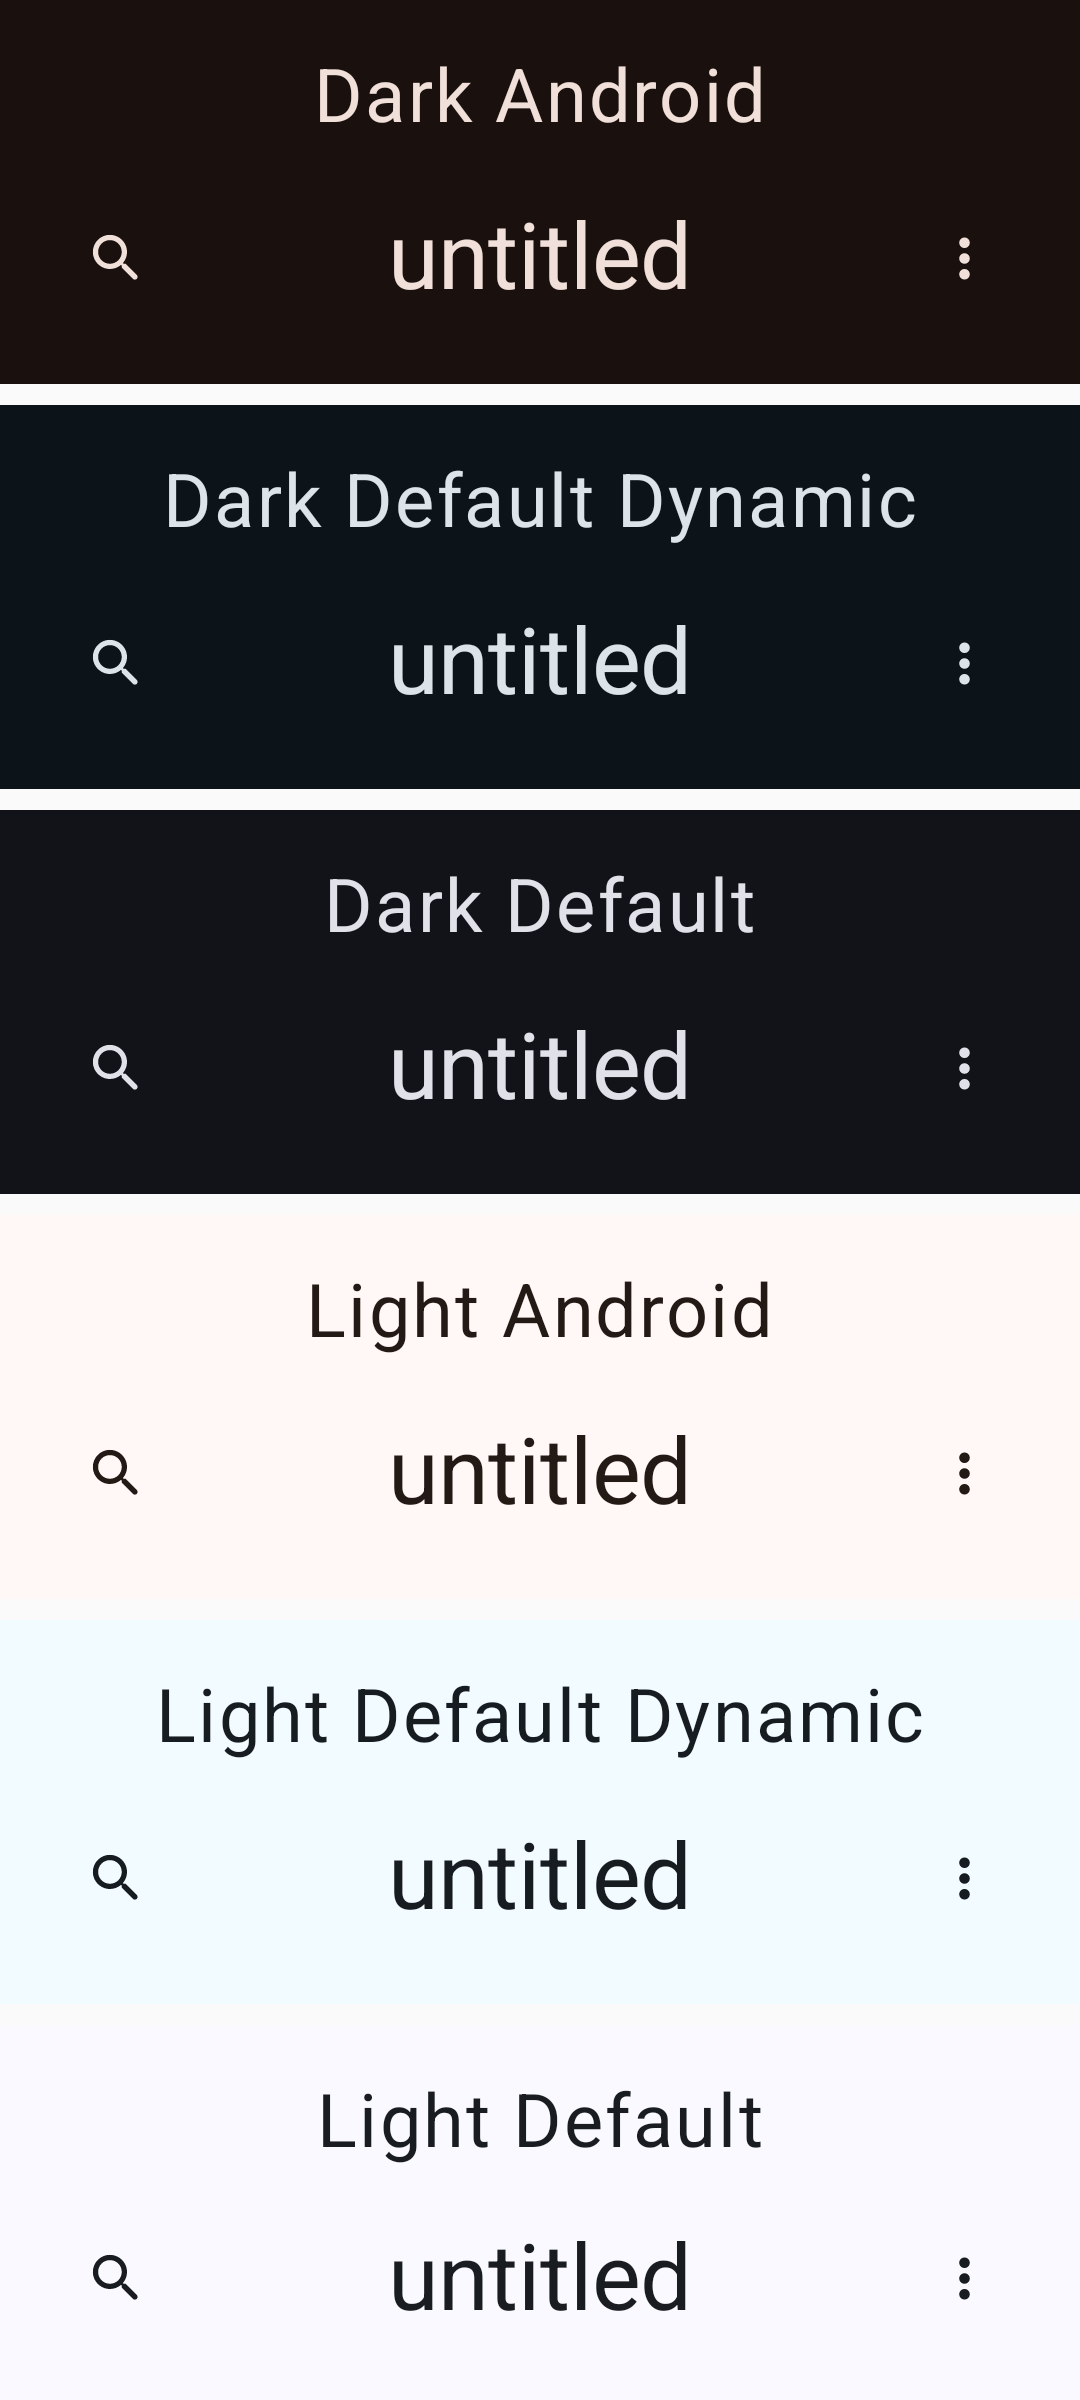 Dark Android
untitled
Dark Default Dynamic
untitled
Dark Default
untitled
Light Android
untitled
Light Default Dynamic
untitled
Light Default
untitled